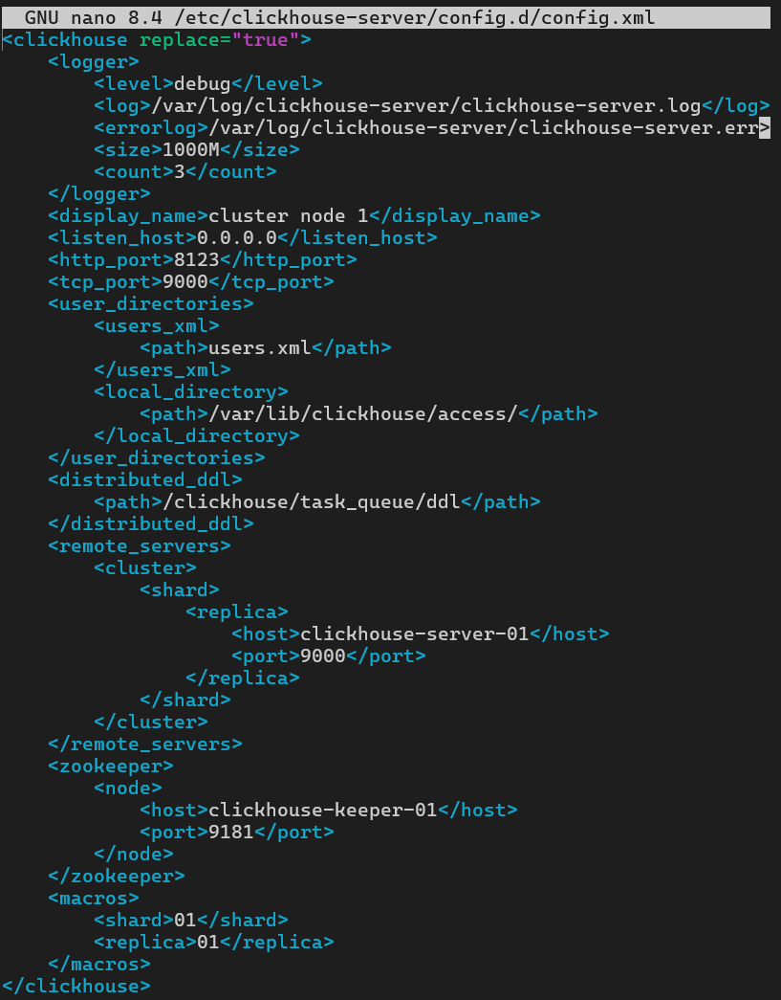 GNU nano 8.4 /etc/clickhouse-server/config.d/config.xml
<clickhouse replace="true">
    <logger>
        <level>debug</level>
        <log>/var/log/clickhouse-server/clickhouse-server.log</log>
        <errorlog>/var/log/clickhouse-server/clickhouse-server.err>
        <size>1000M</size>
        <count>3</count>
    </logger>
    <display_name>cluster node 1</display_name>
    <listen_host>0.0.0.0</listen_host>
    <http_port>8123</http_port>
    <tcp_port>9000</tcp_port>
    <user_directories>
        <users_xml>
            <path>users.xml</path>
        </users_xml>
        <local_directory>
            <path>/var/lib/clickhouse/access/</path>
        </local_directory>
    </user_directories>
    <distributed_ddl>
        <path>/clickhouse/task_queue/ddl</path>
    </distributed_ddl>
    <remote_servers>
        <cluster>
            <shard>
                <replica>
                    <host>clickhouse-server-01</host>
                    <port>9000</port>
                </replica>
            </shard>
        </cluster>
    </remote_servers>
    <zookeeper>
        <node>
            <host>clickhouse-keeper-01</host>
            <port>9181</port>
        </node>
    </zookeeper>
    <macros>
        <shard>01</shard>
        <replica>01</replica>
    </macros>
</clickhouse>